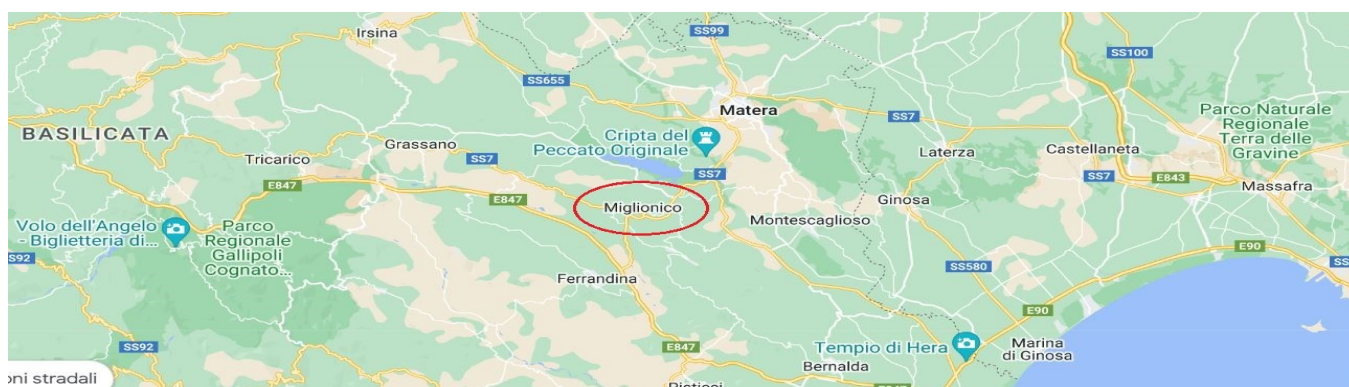 Irsina
SS99
SS100
SS655
Matera
BASILICATA
Cripta del
Peccato Originale
SS7
Parco Naturale
Regionale
Terra delle
Gravine
Grassano
Tricarico
SS7
Laterza
Castellaneta
SS7
SS7
E843
Massafra
E847
E847
Miglionico
Ginosa
Montescaglioso
Volo dell'Angelo
- Biglietteria di...
Parco
Regionale
Gallipoli
Cognato...
SS92
E90
SS
SS580
Ferrandina
E90
SS92
E847
Tempio di Hera
Marina
di Ginosa
Bernalda
oni stradali